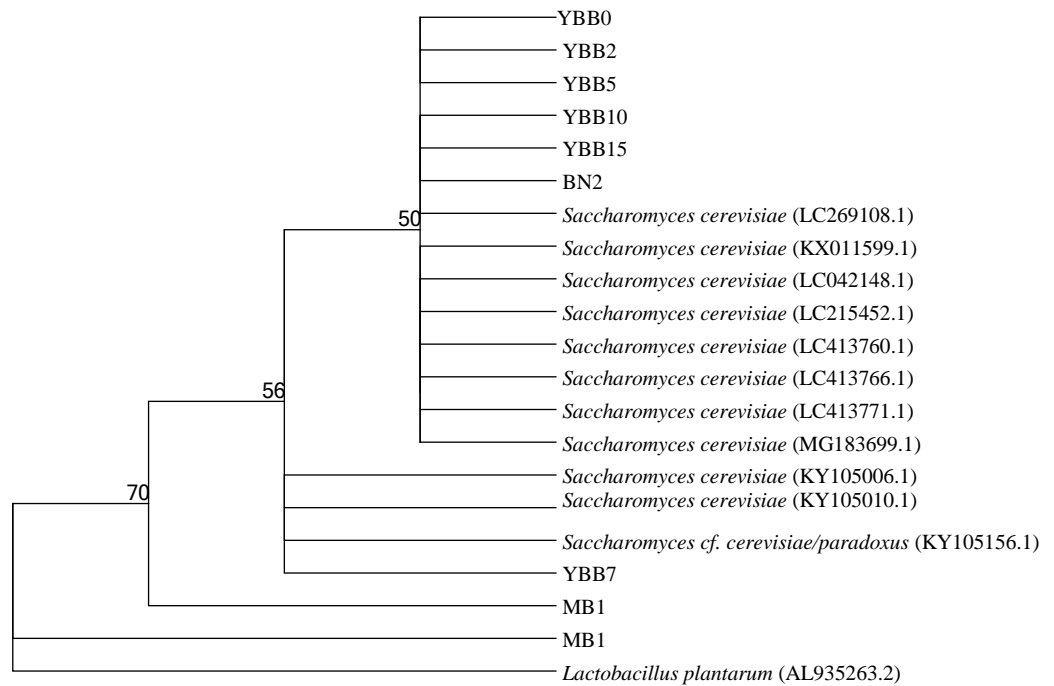 YBB0
YBB2
YBB5
YBB10
YBB15
BN2
50
Saccharomyces cerevisiae (LC269108.1)
Saccharomyces cerevisiae (KX011599.1)
Saccharomyces cerevisiae (LC042148.1)
Saccharomyces cerevisiae (LC215452.1)
Saccharomyces cerevisiae (LC413760.1)
Saccharomyces cerevisiae (LC413766.1)
56
Saccharomyces cerevisiae (LC413771.1)
Saccharomyces cerevisiae (MG183699.1)
Saccharomyces cerevisiae (KY105006.1)
70
Saccharomyces cerevisiae (KY105010.1)
Saccharomyces cf. cerevisiae/paradoxus (KY105156.1)
YBB7
MB1
MB1
Lactobacillus plantarum (AL935263.2)